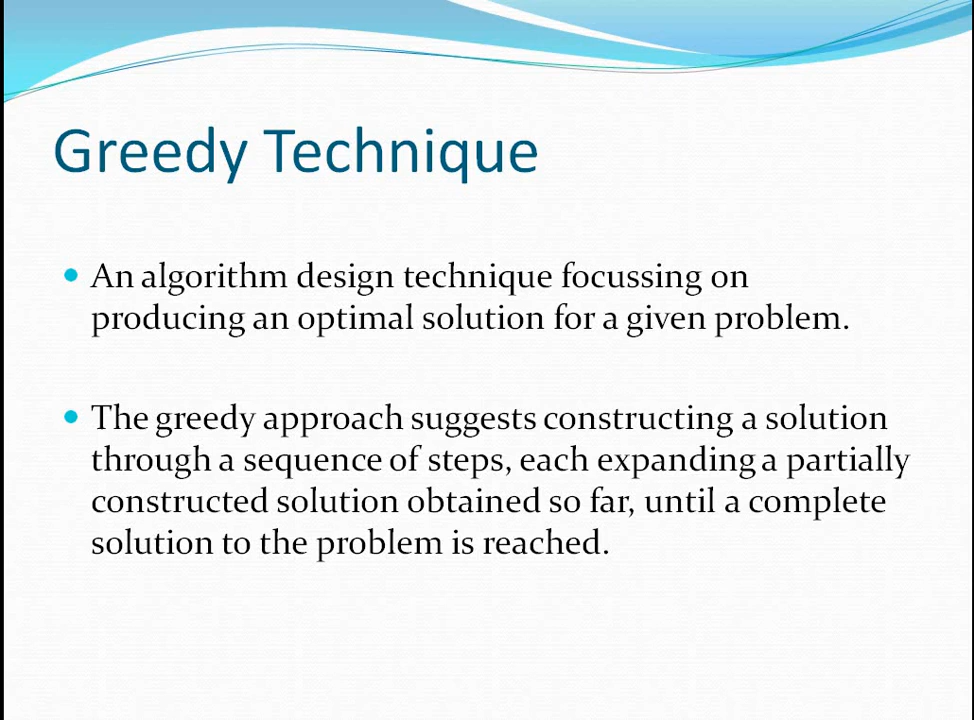 Greedy Technique
An algorithm design technique focussing on
producing an optimal solution for a given problem.
The greedy approach suggests constructing a solution
through a sequence of steps, each expanding a partially
constructed solution obtained so far, until a complete
solution to the problem is reached.